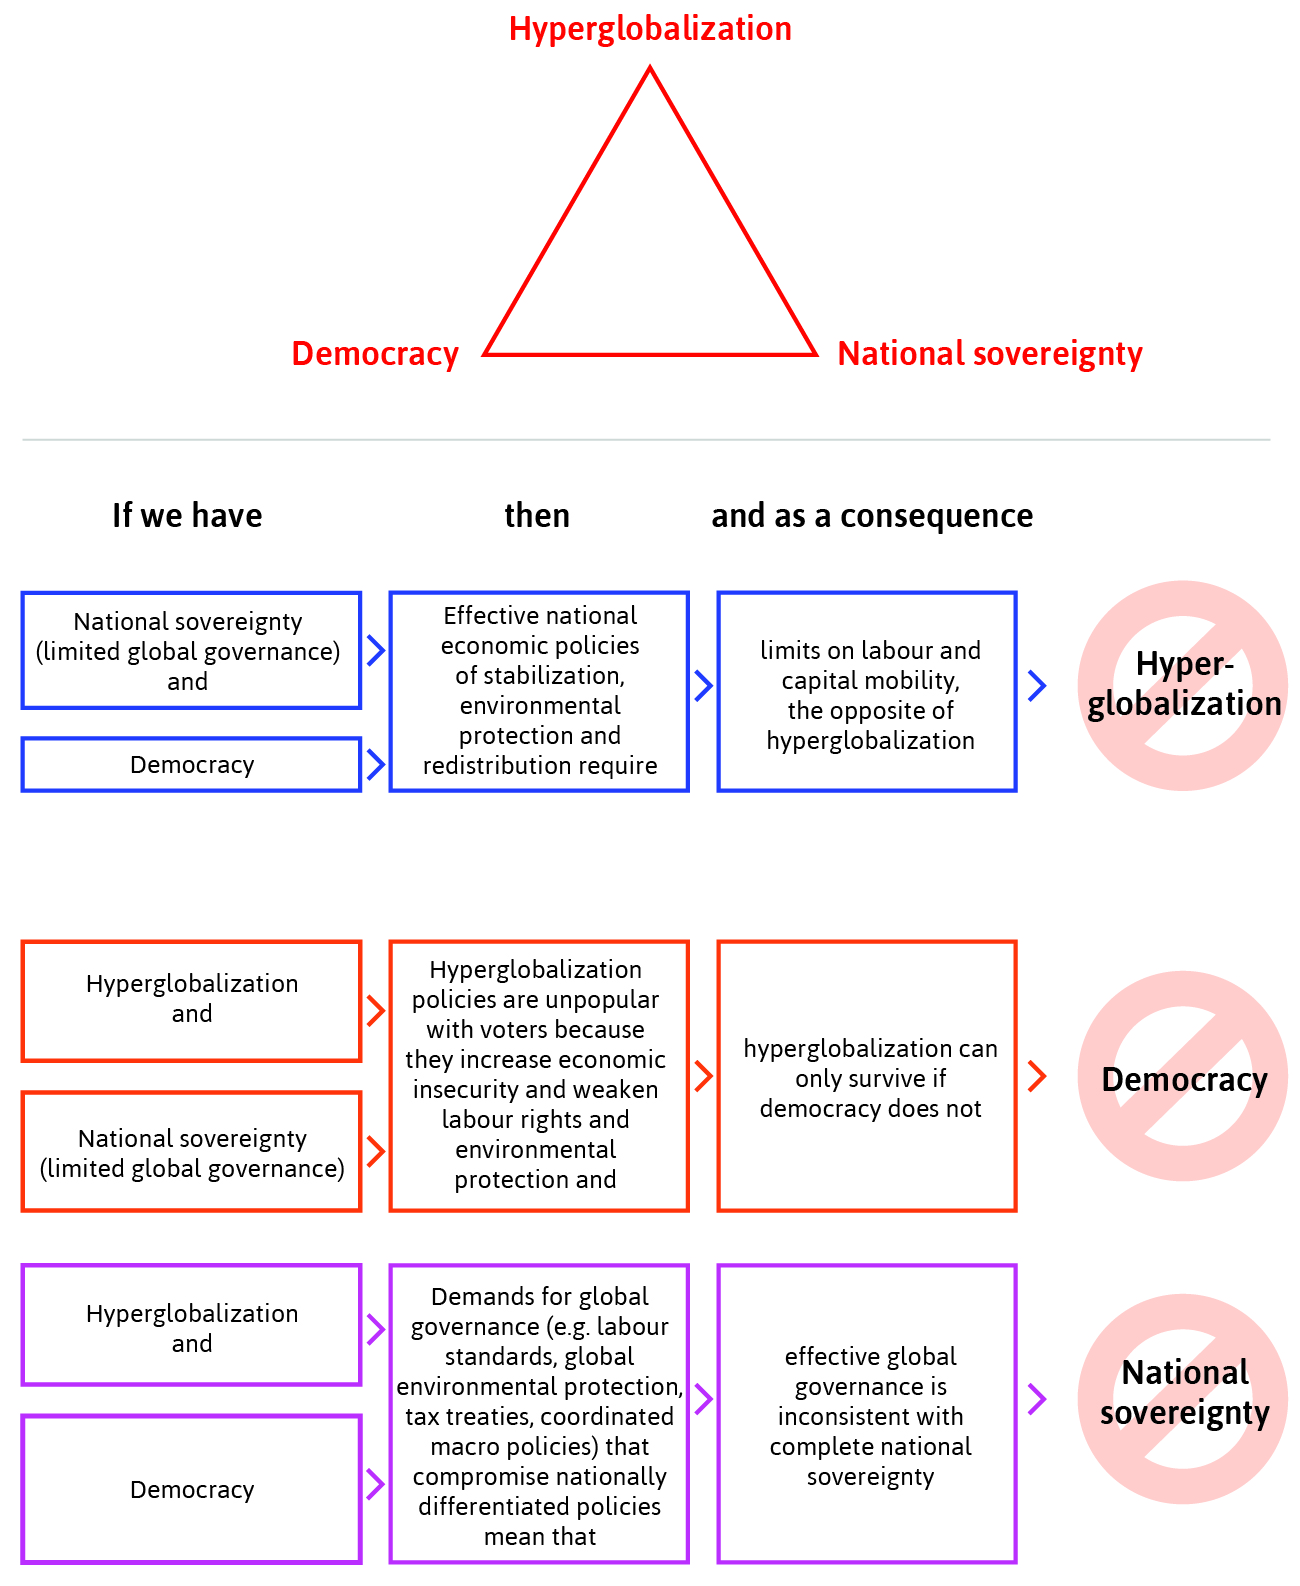 Hyperglobalization
Democracy
National sovereignty
If we have
then
and as a consequence
National sovereignty
(limited global governance)
and
Democracy
Effective national
economic policies
of stabilization,
environmental
protection and
redistribution require
limits on labour and
capital mobility,
the opposite of
hyperglobalization
Hyper-
globalization
Hyperglobalization
and
National sovereignty
(limited global governance)
Hyperglobalization
policies are unpopular
with voters because
they increase economic
insecurity and weaken
labour rights and
environmental
protection and
hyperglobalization can
only survive if
democracy does not
Democracy
Hyperglobalization
and
Democracy
Demands for global
governance (e.g. labour
standards, global
environmental protection,
tax treaties, coordinated
macro policies) that
compromise nationally
differentiated policies
mean that
effective global
governance is
inconsistent with
complete national
sovereignty
National
sovereignty